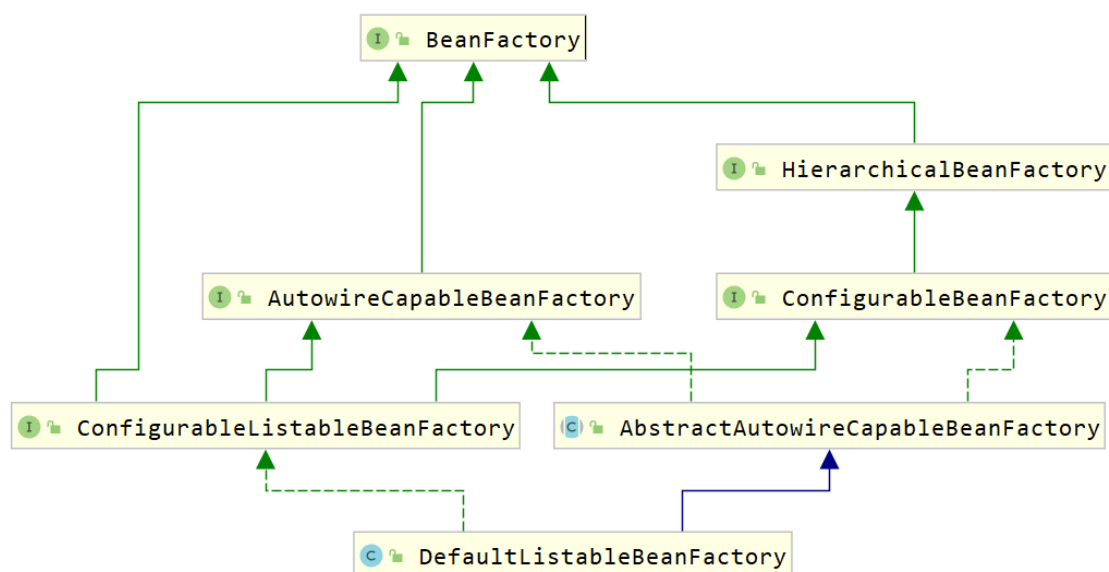 I BeanFactory
I HierarchicalBeanFactory
I AutowireCapableBeanFactory
I ConfigurableBeanFactory
I ConfigurableListableBeanFactory
C AbstractAutowireCapableBeanFactory
C DefaultListableBeanFactory